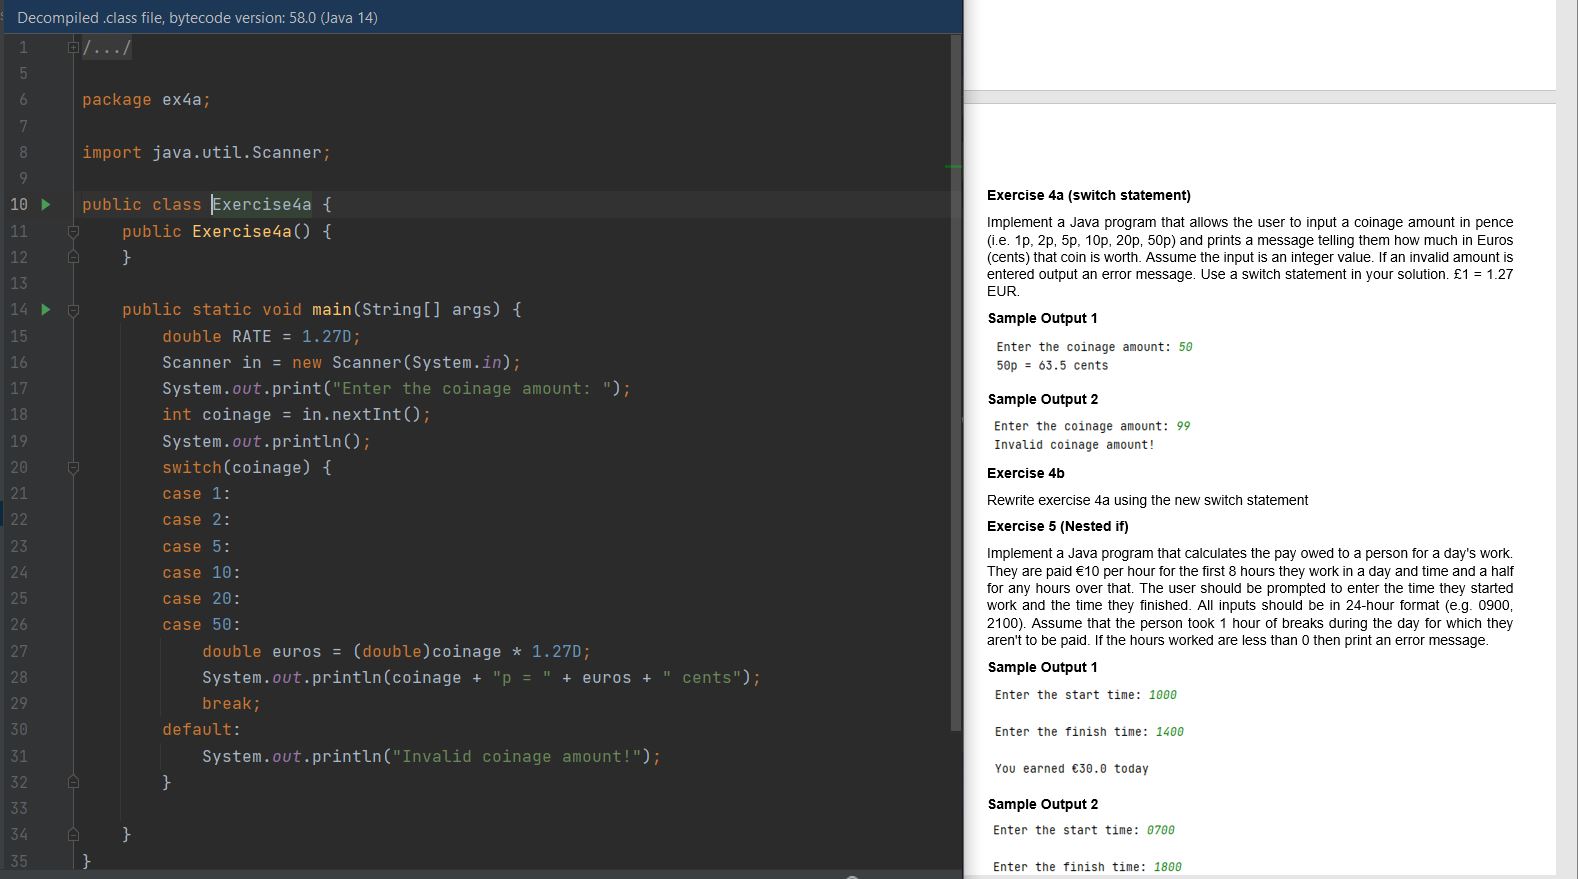 Decompiled .class file, bytecode version: 58.0 (Java 14)
1 /.../
5
6 package ex4a;
7
8 import java.util.Scanner;
9
10 public class Exercise4a {
11 public Exercise4a() {
12 }
13
14 public static void main(String[] args) {
15 double RATE = 1.27D;
16 Scanner in = new Scanner(System.in);
17 System.out.print("Enter the coinage amount: ");
18 int coinage = in.nextInt();
19 System.out.println();
20 switch(coinage) {
21 case 1:
22 case 2:
23 case 5:
24 case 10:
25 case 20:
26 case 50:
27 double euros = (double)coinage * 1.27D;
28 System.out.println(coinage + "p = " + euros + " cents");
29 break;
30 default:
31 System.out.println("Invalid coinage amount!");
32 }
33
34 }
35 }
Exercise 4a (switch statement)
Implement a Java program that allows the user to input a coinage amount in pence
(i.e. 1p, 2p, 5p, 10p, 20p, 50p) and prints a message telling them how much in Euros
(cents) that coin is worth. Assume the input is an integer value. If an invalid amount is
entered output an error message. Use a switch statement in your solution. £1 = 1.27
EUR.
Sample Output 1
Enter the coinage amount: 50
50p = 63.5 cents
Sample Output 2
Enter the coinage amount: 99
Invalid coinage amount!
Exercise 4b
Rewrite exercise 4a using the new switch statement
Exercise 5 (Nested if)
Implement a Java program that calculates the pay owed to a person for a day's work.
They are paid €10 per hour for the first 8 hours they work in a day and time and a half
for any hours over that. The user should be prompted to enter the time they started
work and the time they finished. All inputs should be in 24-hour format (e.g. 0900,
2100). Assume that the person took 1 hour of breaks during the day for which they
aren't to be paid. If the hours worked are less than 0 then print an error message.
Sample Output 1
Enter the start time: 1000
Enter the finish time: 1400
You earned €30.0 today
Sample Output 2
Enter the start time: 0700
Enter the finish time: 1800